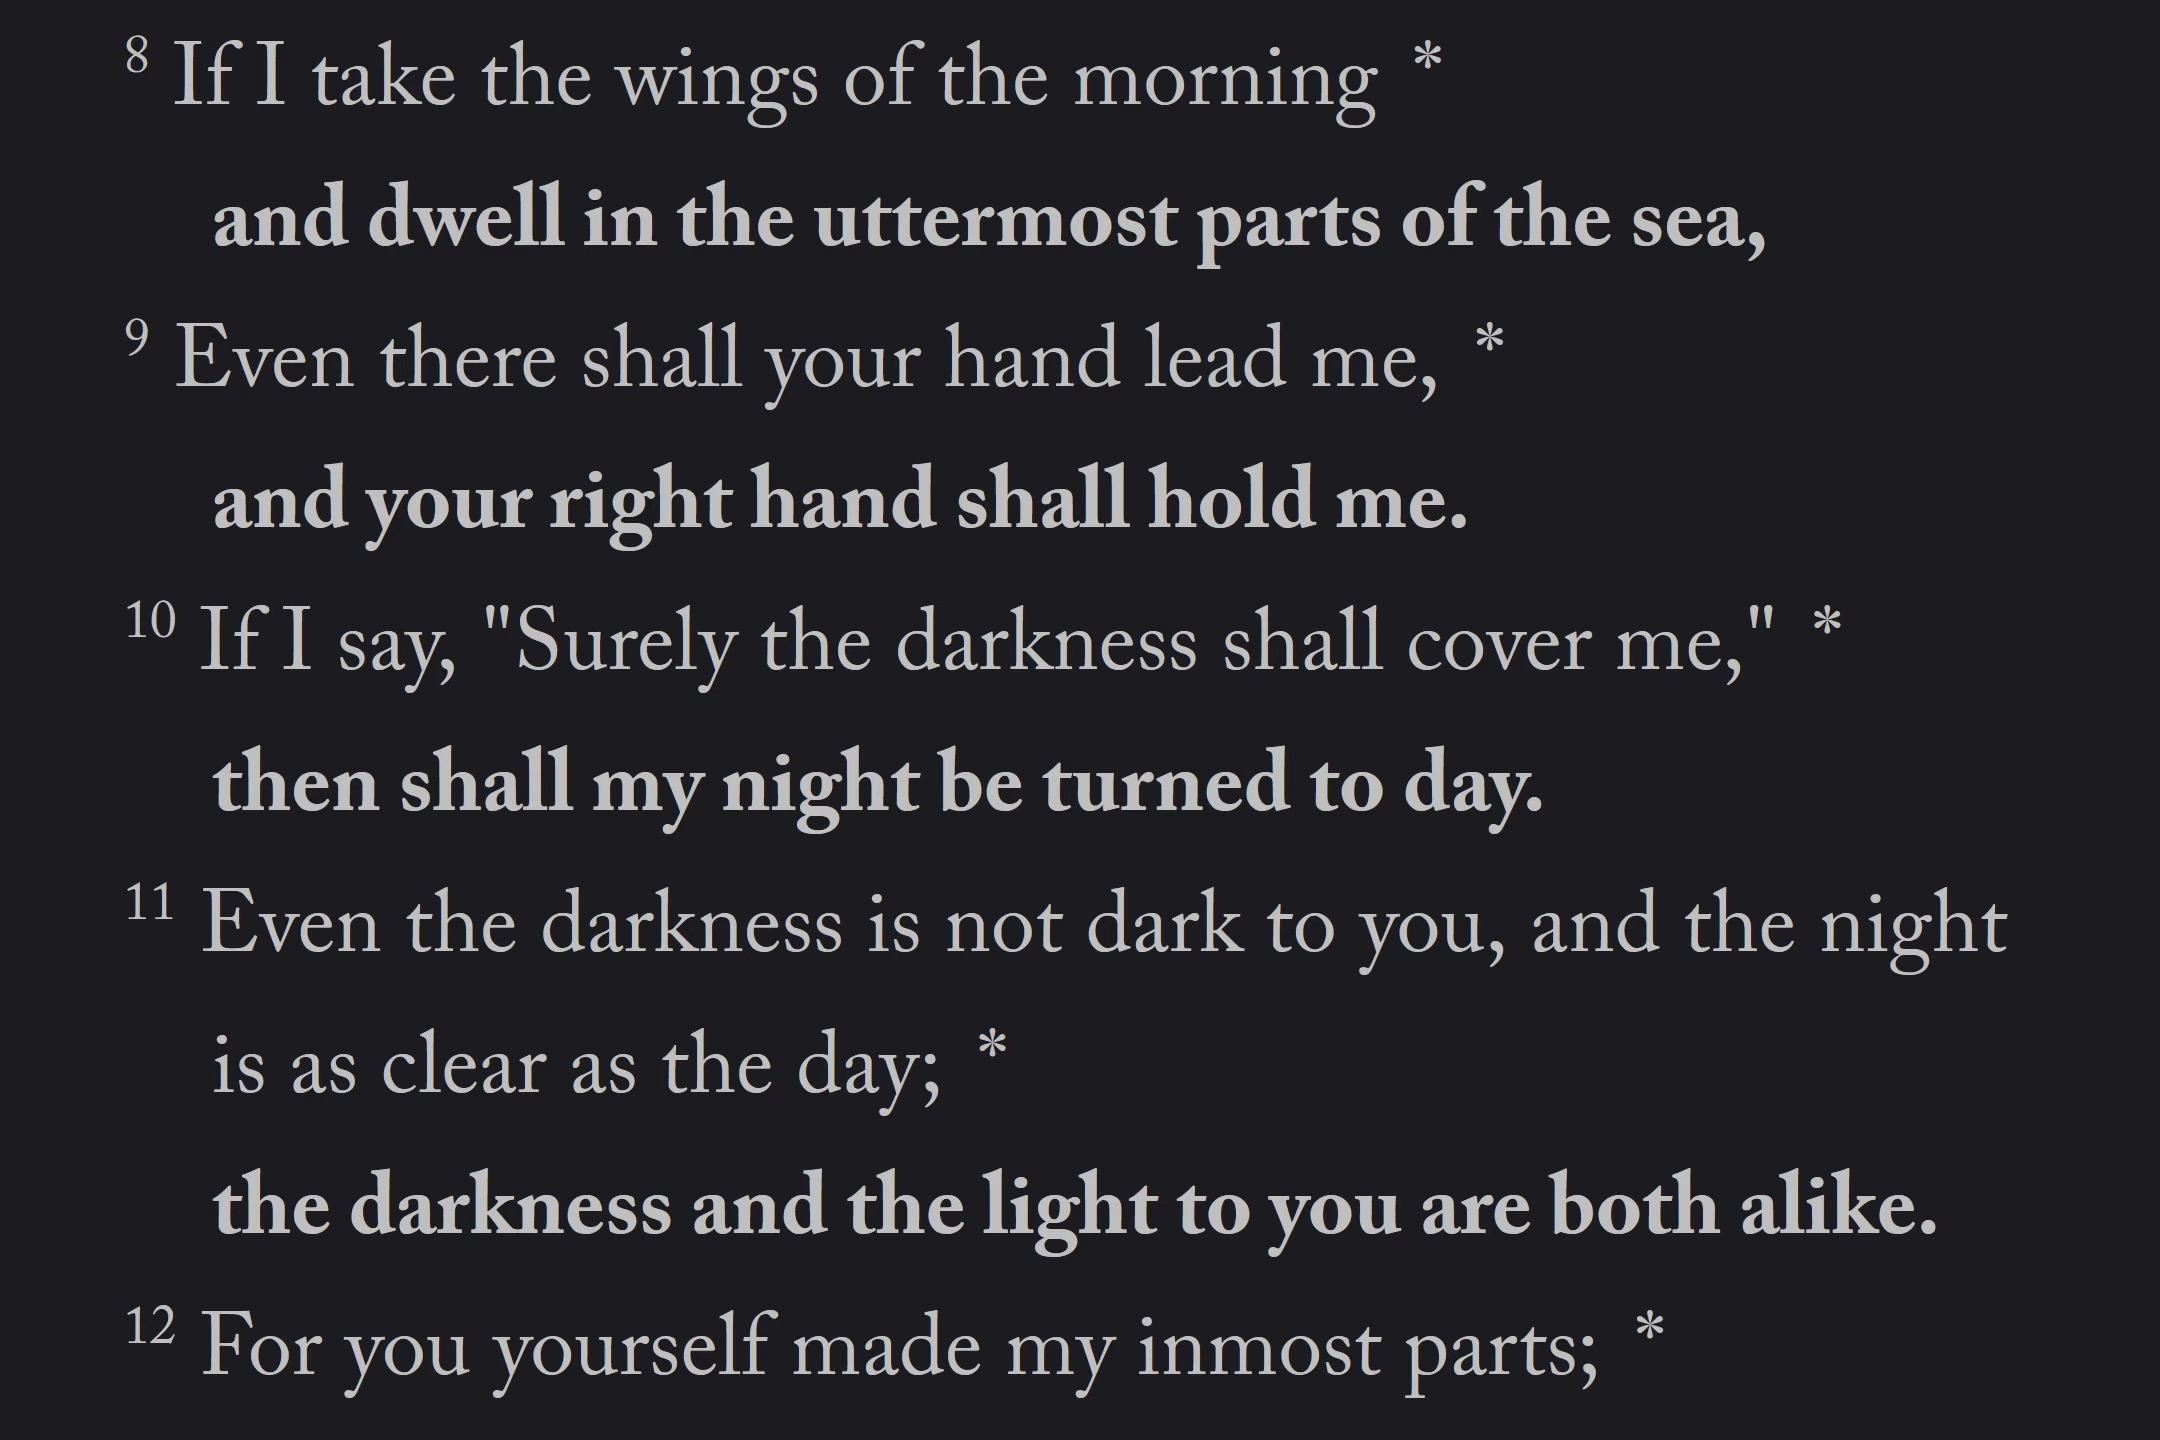 8 If I take the wings of the morning *
and dwell in the uttermost parts of the sea,
9 Even there shall your hand lead me, *
and your right hand shall hold me.
10 If I say, "Surely the darkness shall cover me," *
then shall my night be turned to day.
11 Even the darkness is not dark to you, and the night
is as clear as the day; *
the darkness and the light to you are both alike.
12 For you yourself made my inmost parts; *